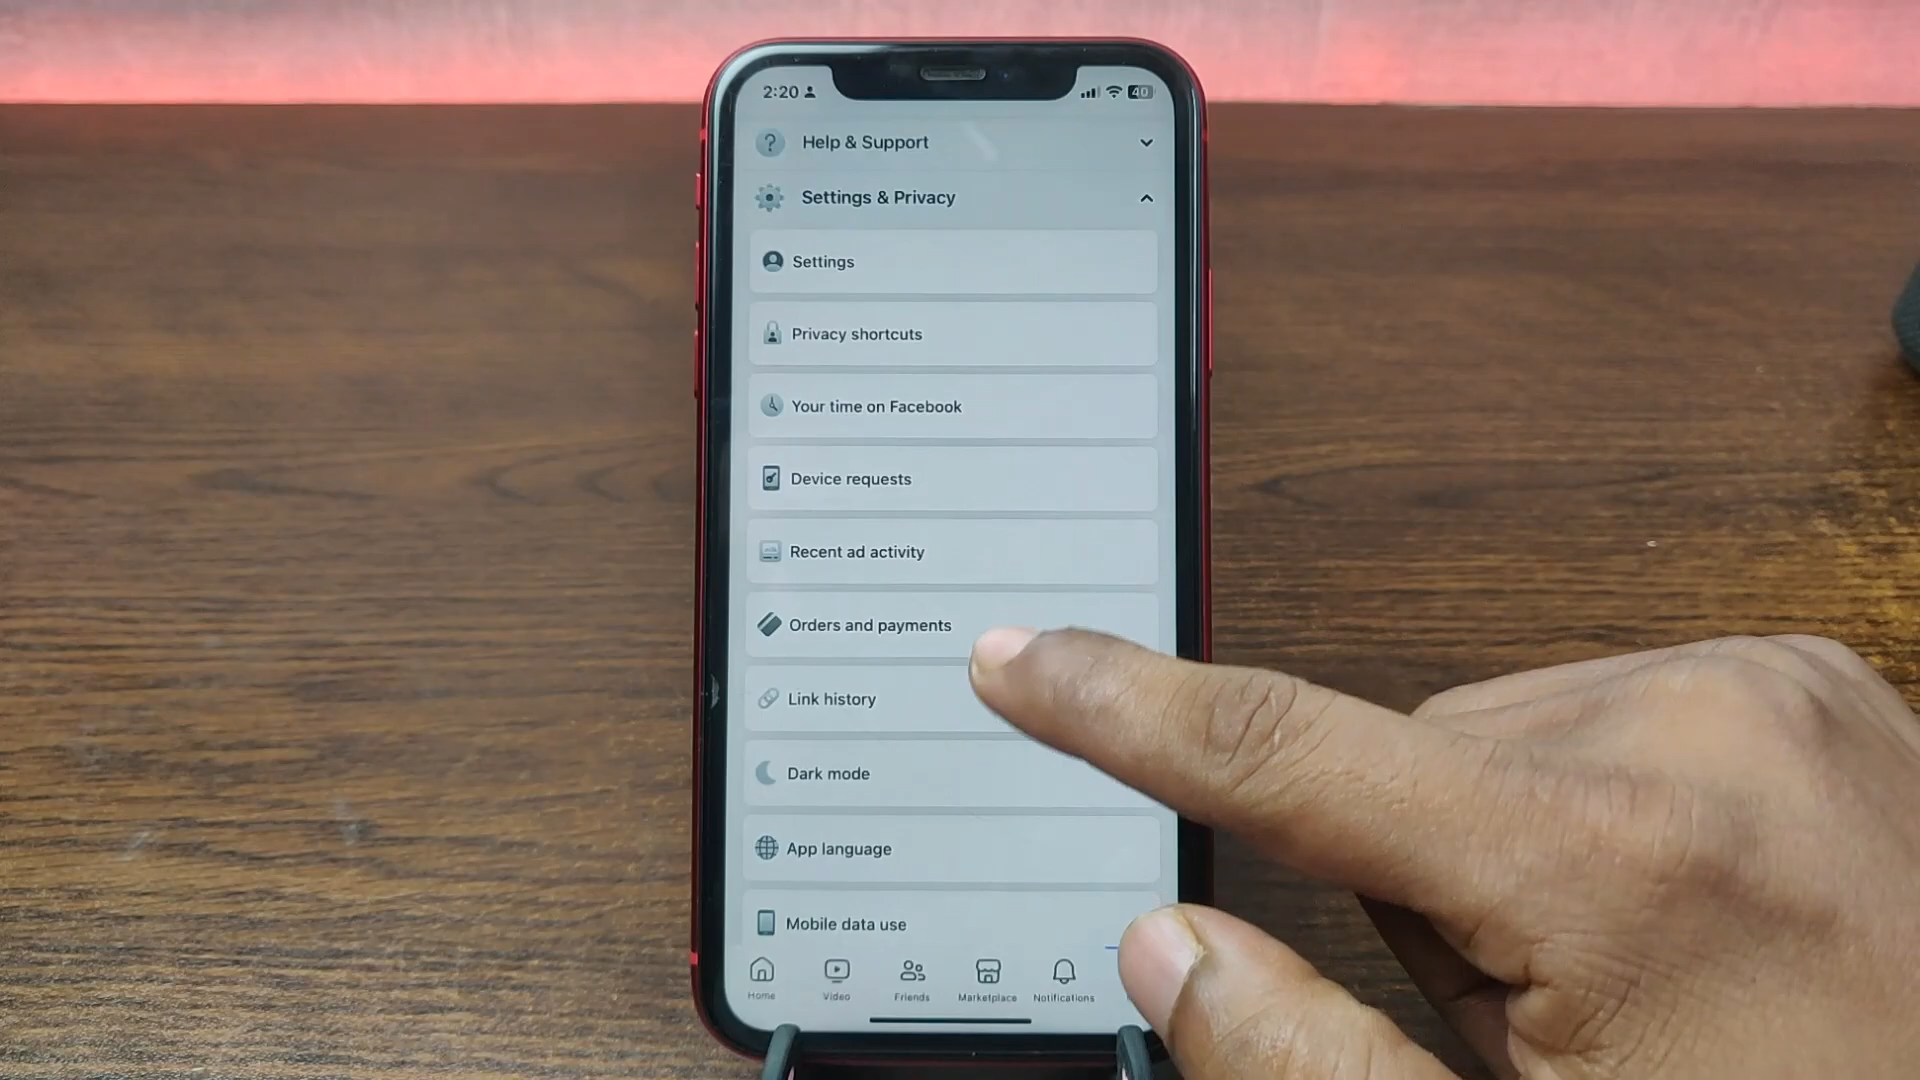 2:20
40
Help & Support
Settings & Privacy
Settings
Privacy shortcuts
Your time on Facebook
Device requests
Recent ad activity
Orders and payments
Link history
Dark mode
App language
Mobile data use
Home
Video
Friends
Marketplace
Notifications